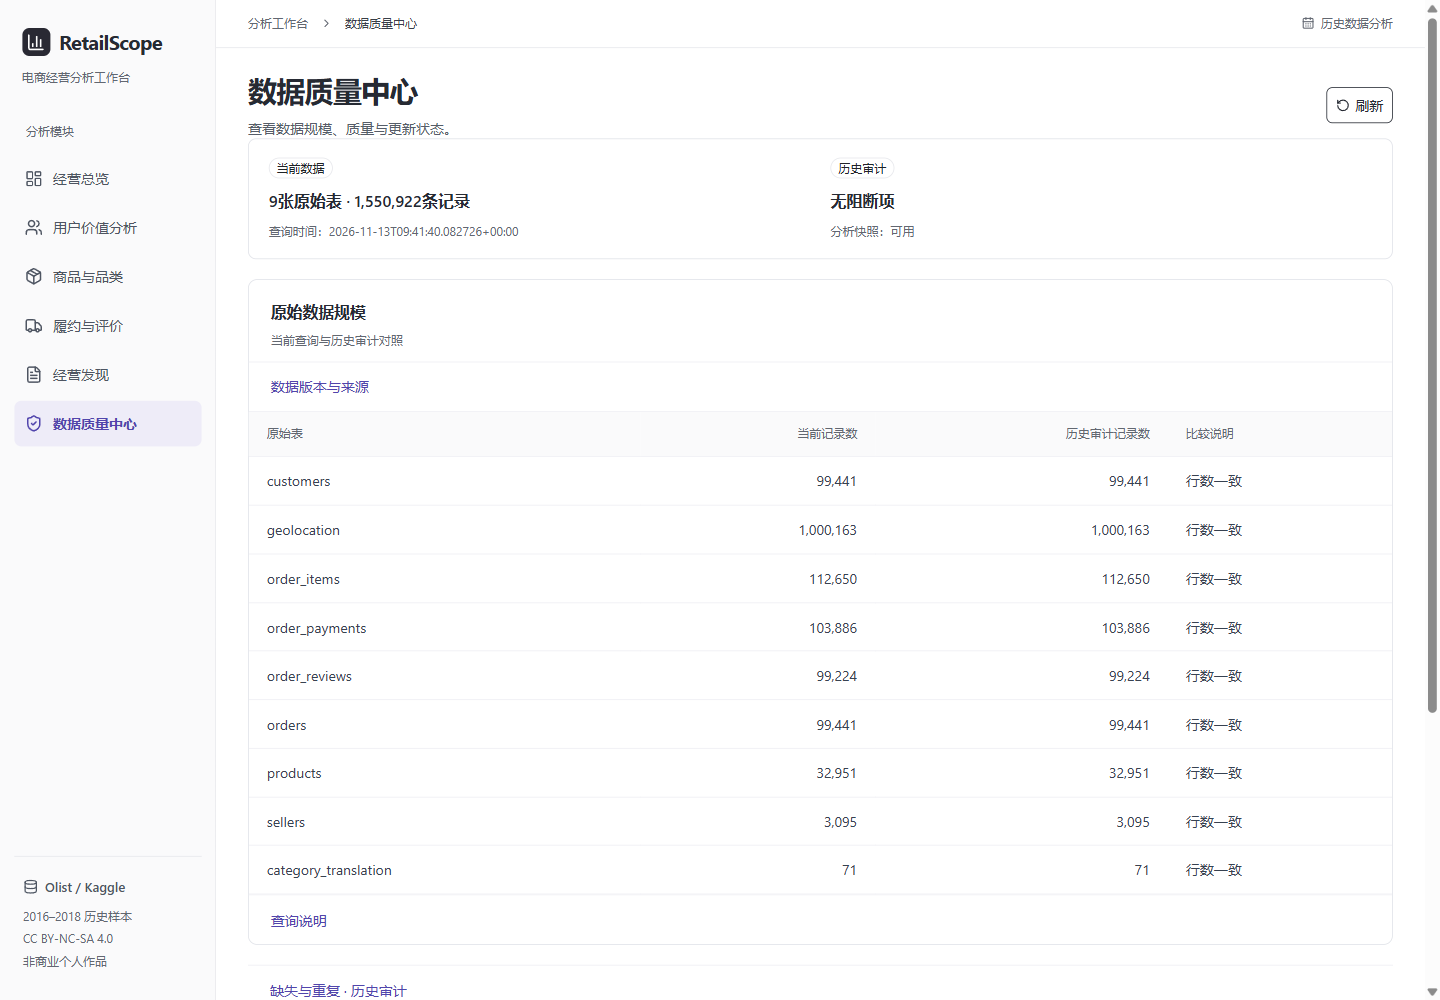 RetailScope
电商经营分析工作台
分析模块
经营总览
用户价值分析
商品与品类
履约与评价
经营发现
数据质量中心
Olist / Kaggle
2016–2018 历史样本
CC BY-NC-SA 4.0
非商业个人作品
分析工作台 > 数据质量中心
历史数据分析
数据质量中心
查看数据规模、质量与更新状态。
刷新
当前数据
9张原始表 · 1,550,922条记录
查询时间：2026-11-13T09:41:40.082726+00:00
历史审计
无阻断项
分析快照：可用
原始数据规模
当前查询与历史审计对照
数据版本与来源
原始表 当前记录数 历史审计记录数 比较说明
customers 99,441 99,441 行数一致
geolocation 1,000,163 1,000,163 行数一致
order_items 112,650 112,650 行数一致
order_payments 103,886 103,886 行数一致
order_reviews 99,224 99,224 行数一致
orders 99,441 99,441 行数一致
products 32,951 32,951 行数一致
sellers 3,095 3,095 行数一致
category_translation 71 71 行数一致
查询说明
缺失与重复 · 历史审计